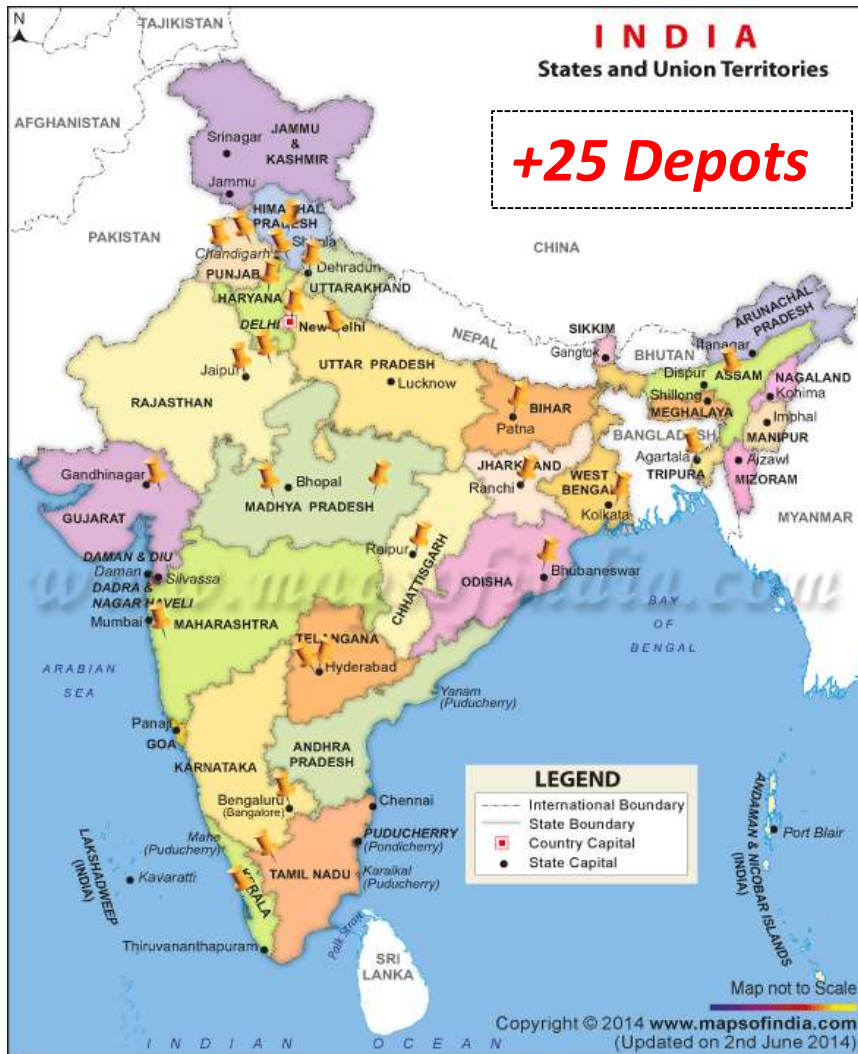 N
TAJIKISTAN
INDIA
States and Union Territories
AFGHANISTAN
+25 Depots
Srinagar
JAMMU
&
KASHMIR
Jammu
HIMACHAL
PRADESH
PAKISTAN
CHINA
Chandigarh
Shimla
PUNJAB
Dehradun
UTTARAKHAND
HARYANA
DELHI
New Delhi
NEPAL
SIKKIM
Gangtok
BHUTAN
ARUNACHAL
PRADESH
Itanagar
Jaipur
UTTAR PRADESH
Lucknow
RAJASTHAN
Dispur
ASSAM
NAGALAND
Shillong
Kohima
MEGHALAYA
BIHAR
Patna
Imphal
MANIPUR
BANGLADESH
Gandhinagar
GUJARAT
Bhopal
MADHYA PRADESH
JHARKHAND
Ranchi
WEST
BENGAL
Kolkata
Agartala
TRIPURA
Aizawl
MIZORAM
MYANMAR
Raipur
CHHATTISGARH
ODISHA
Bhubaneswar
DAMAN & DIU
Daman
Silvassa
DADRA &
NAGAR HAVELI
www.mapsofindia.com
Mumbai
MAHARASHTRA
BAY
OF
BENGAL
TELANGANA
Hyderabad
ARABIAN
SEA
Yanam
(Puducherry)
Panaji
GOA
KARNATAKA
ANDHRA
PRADESH
Bengaluru
(Bangalore)
Chennai
LEGEND
International Boundary
State Boundary
Country Capital
State Capital
Mahe
(Puducherry)
PUDUCHERRY
(Pondicherry)
LAKSHADWEEP
(INDIA)
Kavaratti
KERALA
TAMIL NADU
Karaikal
(Puducherry)
ANDAMAN & NICOBAR ISLANDS
(INDIA)
Port Blair
Thiruvananthapuram
Palk Strait
SRI
LANKA
Map not to Scale
INDIAN OCEAN
Copyright © 2014 www.mapsofindia.com
(Updated on 2nd June 2014)